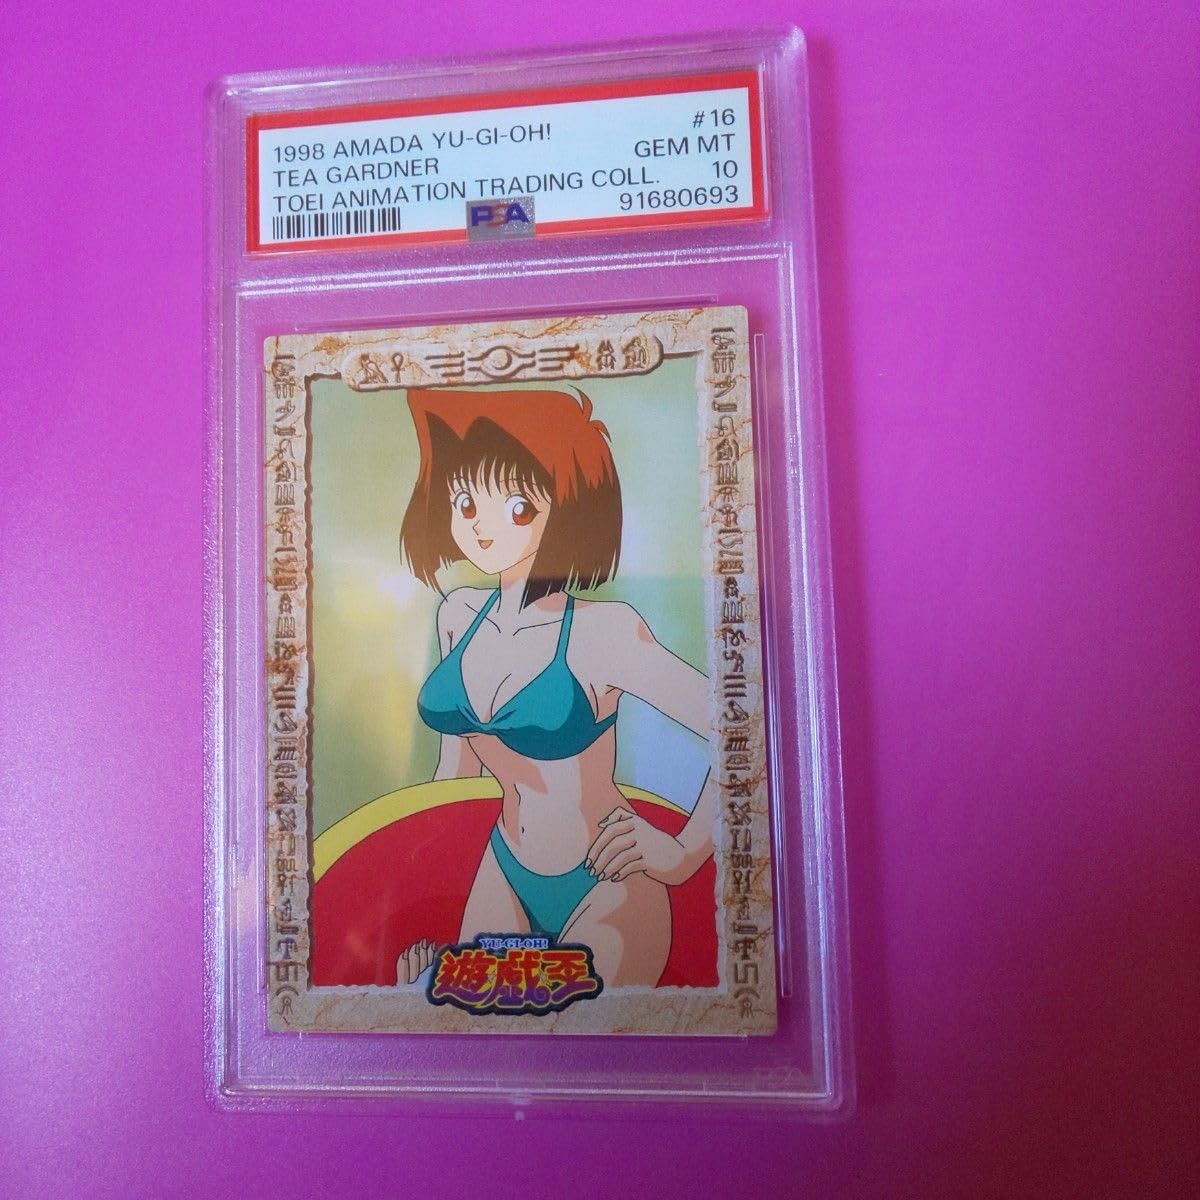 1998 AMADA YU-GI-OH! #16
TEA GARDNER GEM MT
TOEI ANIMATION TRADING COLL. 10
PSA 91680693
YU-GI-OH!
遊戯王